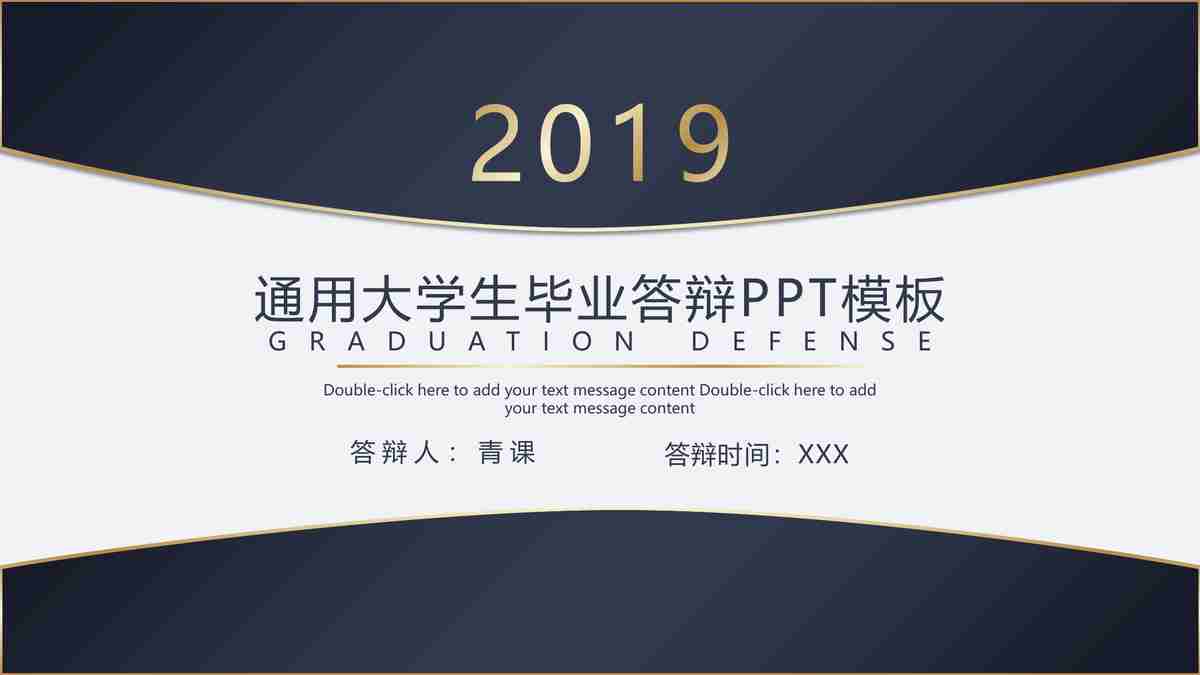 2019
通用大学生毕业答辩PPT模板
GRADUATION DEFENSE
Double-click here to add your text message content Double-click here to add
your text message content
答辩人：青课
答辩时间：XXX